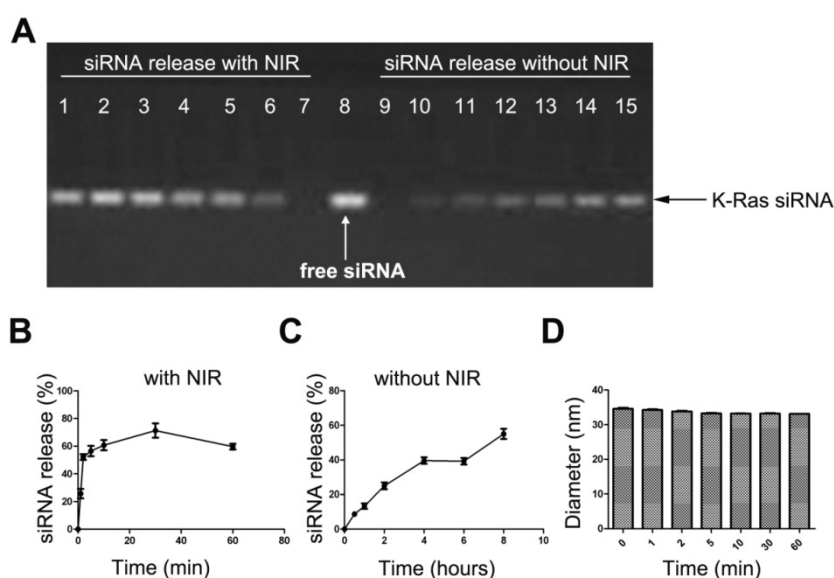 A
siRNA release with NIR
siRNA release without NIR
1 2 3 4 5 6 7 8 9 10 11 12 13 14 15
K-Ras siRNA
free siRNA
B
with NIR
siRNA release (%)
100
80
60
40
20
0
0 20 40 60 80
Time (min)
C
without NIR
siRNA release (%)
80
60
40
20
0
0 2 4 6 8 10
Time (hours)
D
Diameter (nm)
40
30
20
10
0
0 1 2 5 10 30 60
Time (min)